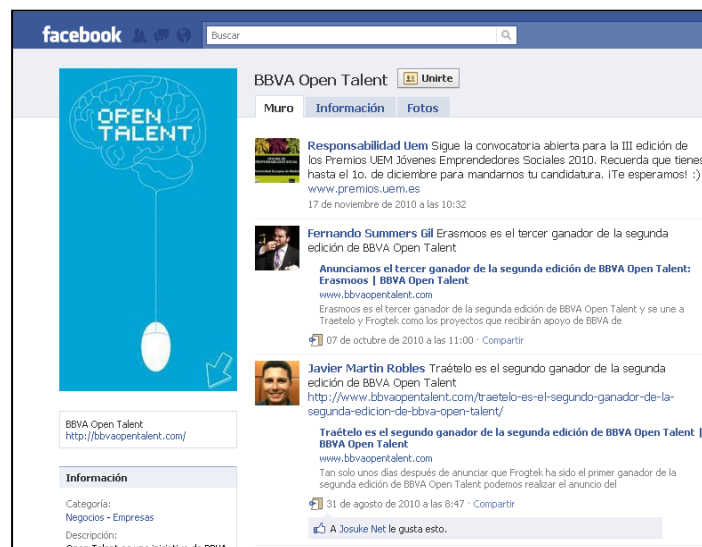 facebook
Buscar
OPEN
TALENT
BBVA Open Talent
http://bbvaopentalent.com/
Información
Categoría:
Negocios - Empresas
Descripción:
Open Talent es una iniciativa de BBVA
BBVA Open Talent Unirte
Muro Información Fotos
Responsabilidad Uem Sigue la convocatoria abierta para la III edición de
los Premios UEM Jóvenes Emprendedores Sociales 2010. Recuerda que tienes
hasta el 1o. de diciembre para mandarnos tu candidatura. ¡Te esperamos! :)
www.premios.uem.es
17 de noviembre de 2010 a las 10:32
Fernando Summers Gil Erasmoos es el tercer ganador de la segunda
edición de BBVA Open Talent
Anunciamos el tercer ganador de la segunda edición de BBVA Open Talent:
Erasmoos | BBVA Open Talent
www.bbvaopentalent.com
Erasmoos es el tercer ganador de la segunda edición de BBVA Open Talent y se une a
Traetelo y Frogtek como los proyectos que recibirán apoyo de BBVA de
07 de octubre de 2010 a las 11:00 · Compartir
Javier Martin Robles Traételo es el segundo ganador de la segunda
edición de BBVA Open Talent
http://www.bbvaopentalent.com/traetelo-es-el-segundo-ganador-de-la-
segunda-edicion-de-bbva-open-talent/
Traételo es el segundo ganador de la segunda edición de BBVA Open Talent |
BBVA Open Talent
www.bbvaopentalent.com
Tan solo unos días después de anunciar que Frogtek ha sido el primer ganador de la
segunda edición de BBVA Open Talent podemos realizar el anuncio del
31 de agosto de 2010 a las 8:47 · Compartir
A Josuke Net le gusta esto.